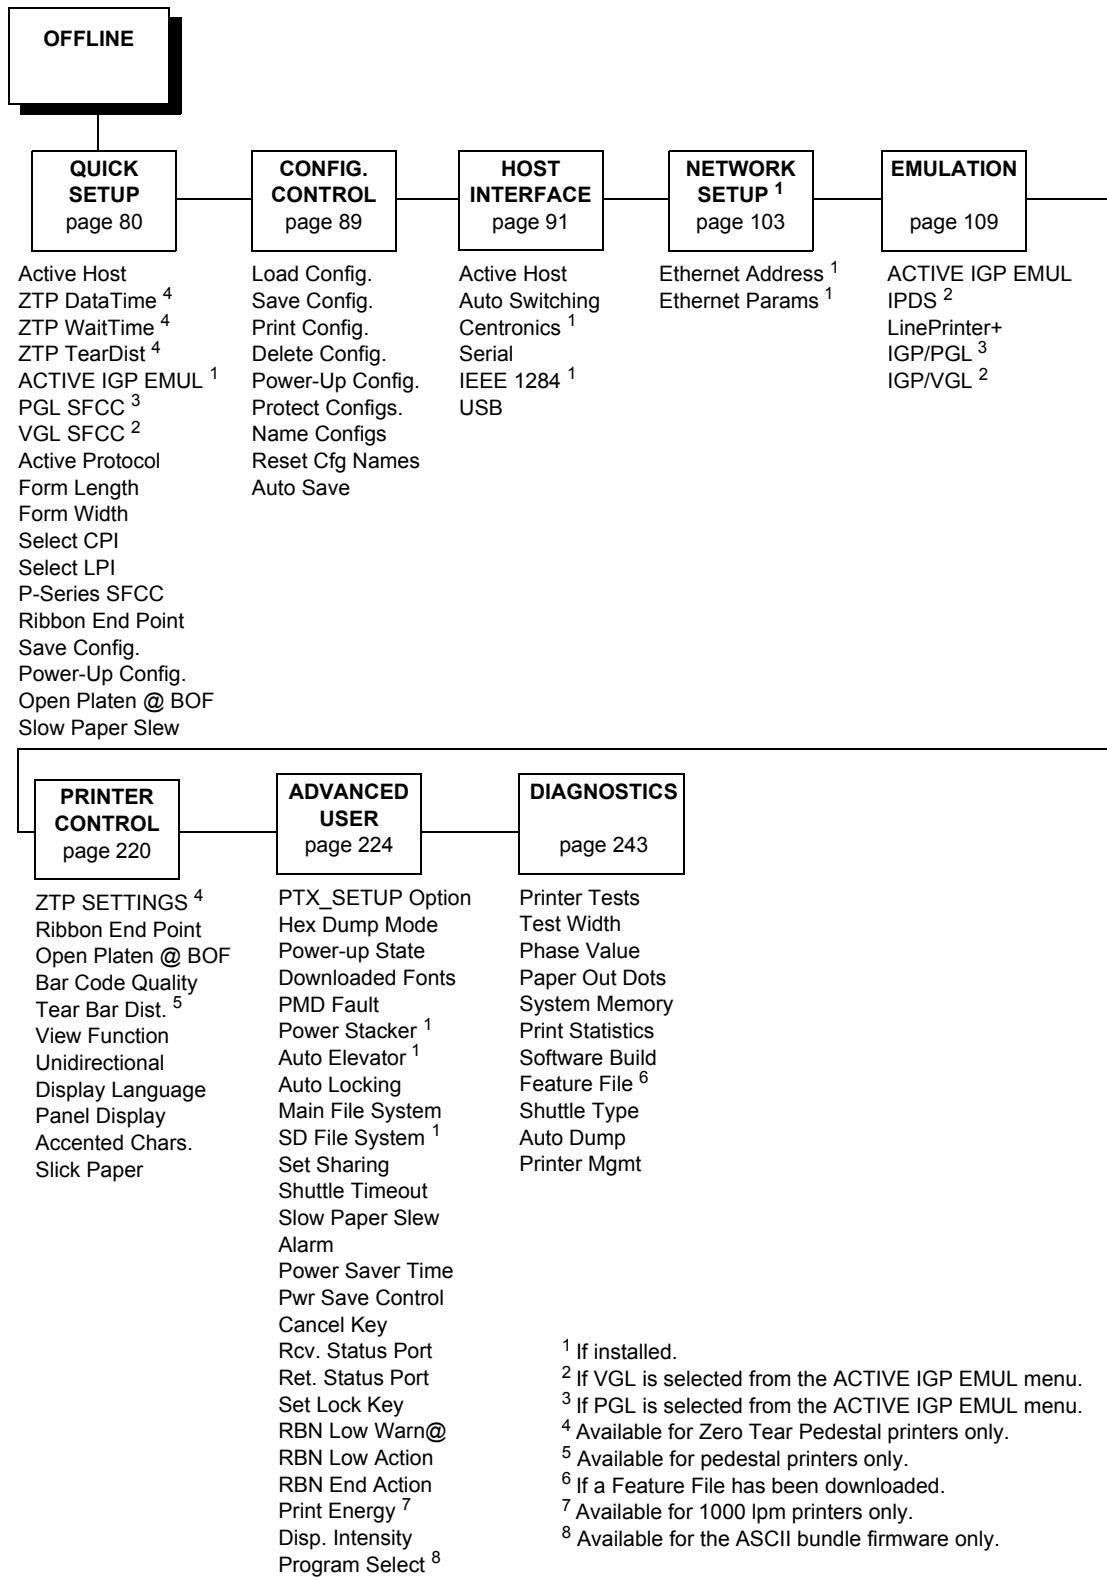 OFFLINE
QUICK
SETUP
page 80
CONFIG.
CONTROL
page 89
HOST
INTERFACE
page 91
NETWORK
SETUP 1
page 103
EMULATION
page 109
Active Host
ZTP DataTime 4
ZTP WaitTime 4
ZTP TearDist 4
ACTIVE IGP EMUL 1
PGL SFCC 3
VGL SFCC 2
Active Protocol
Form Length
Form Width
Select CPI
Select LPI
P-Series SFCC
Ribbon End Point
Save Config.
Power-Up Config.
Open Platen @ BOF
Slow Paper Slew
Load Config.
Save Config.
Print Config.
Delete Config.
Power-Up Config.
Protect Configs.
Name Configs
Reset Cfg Names
Auto Save
Active Host
Auto Switching
Centronics 1
Serial
IEEE 1284 1
USB
Ethernet Address 1
Ethernet Params 1
ACTIVE IGP EMUL
IPDS 2
LinePrinter+
IGP/PGL 3
IGP/VGL 2
PRINTER
CONTROL
page 220
ADVANCED
USER
page 224
DIAGNOSTICS
page 243
ZTP SETTINGS 4
Ribbon End Point
Open Platen @ BOF
Bar Code Quality
Tear Bar Dist. 5
View Function
Unidirectional
Display Language
Panel Display
Accented Chars.
Slick Paper
PTX_SETUP Option
Hex Dump Mode
Power-up State
Downloaded Fonts
PMD Fault
Power Stacker 1
Auto Elevator 1
Auto Locking
Main File System
SD File System 1
Set Sharing
Shuttle Timeout
Slow Paper Slew
Alarm
Power Saver Time
Pwr Save Control
Cancel Key
Rcv. Status Port
Ret. Status Port
Set Lock Key
RBN Low Warn@
RBN Low Action
RBN End Action
Print Energy 7
Disp. Intensity
Program Select 8
Printer Tests
Test Width
Phase Value
Paper Out Dots
System Memory
Print Statistics
Software Build
Feature File 6
Shuttle Type
Auto Dump
Printer Mgmt
1 If installed.
2 If VGL is selected from the ACTIVE IGP EMUL menu.
3 If PGL is selected from the ACTIVE IGP EMUL menu.
4 Available for Zero Tear Pedestal printers only.
5 Available for pedestal printers only.
6 If a Feature File has been downloaded.
7 Available for 1000 lpm printers only.
8 Available for the ASCII bundle firmware only.